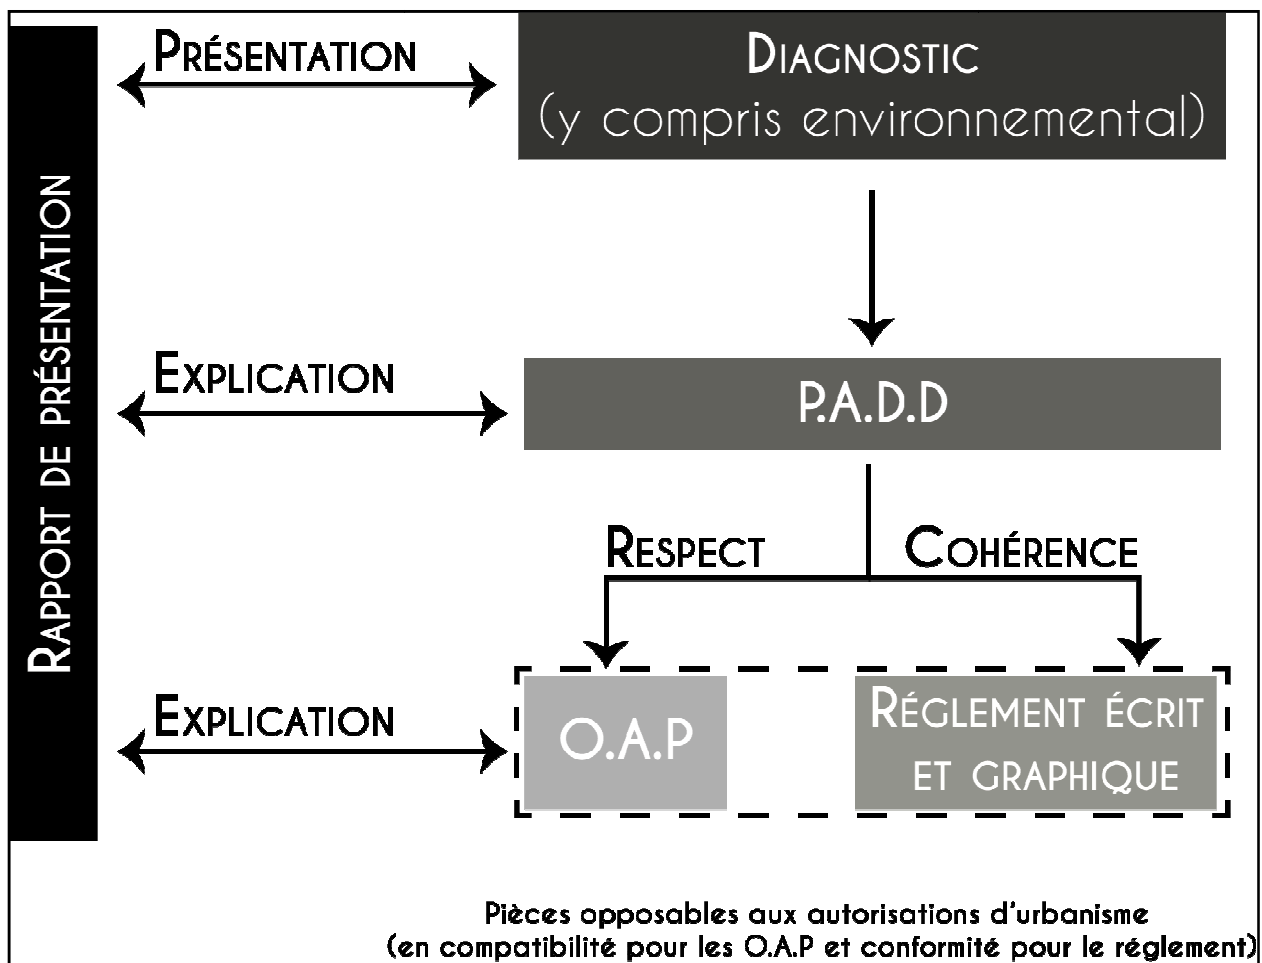 PRÉSENTATION
DIAGNOSTIC
(y compris environnemental)
RAPPORT DE PRÉSENTATION
EXPLICATION
P.A.D.D
RESPECT
COHÉRENCE
EXPLICATION
O.A.P
RÉGLEMENT ÉCRIT
ET GRAPHIQUE
Pièces opposables aux autorisations d'urbanisme
(en compatibilité pour les O.A.P et conformité pour le réglement)